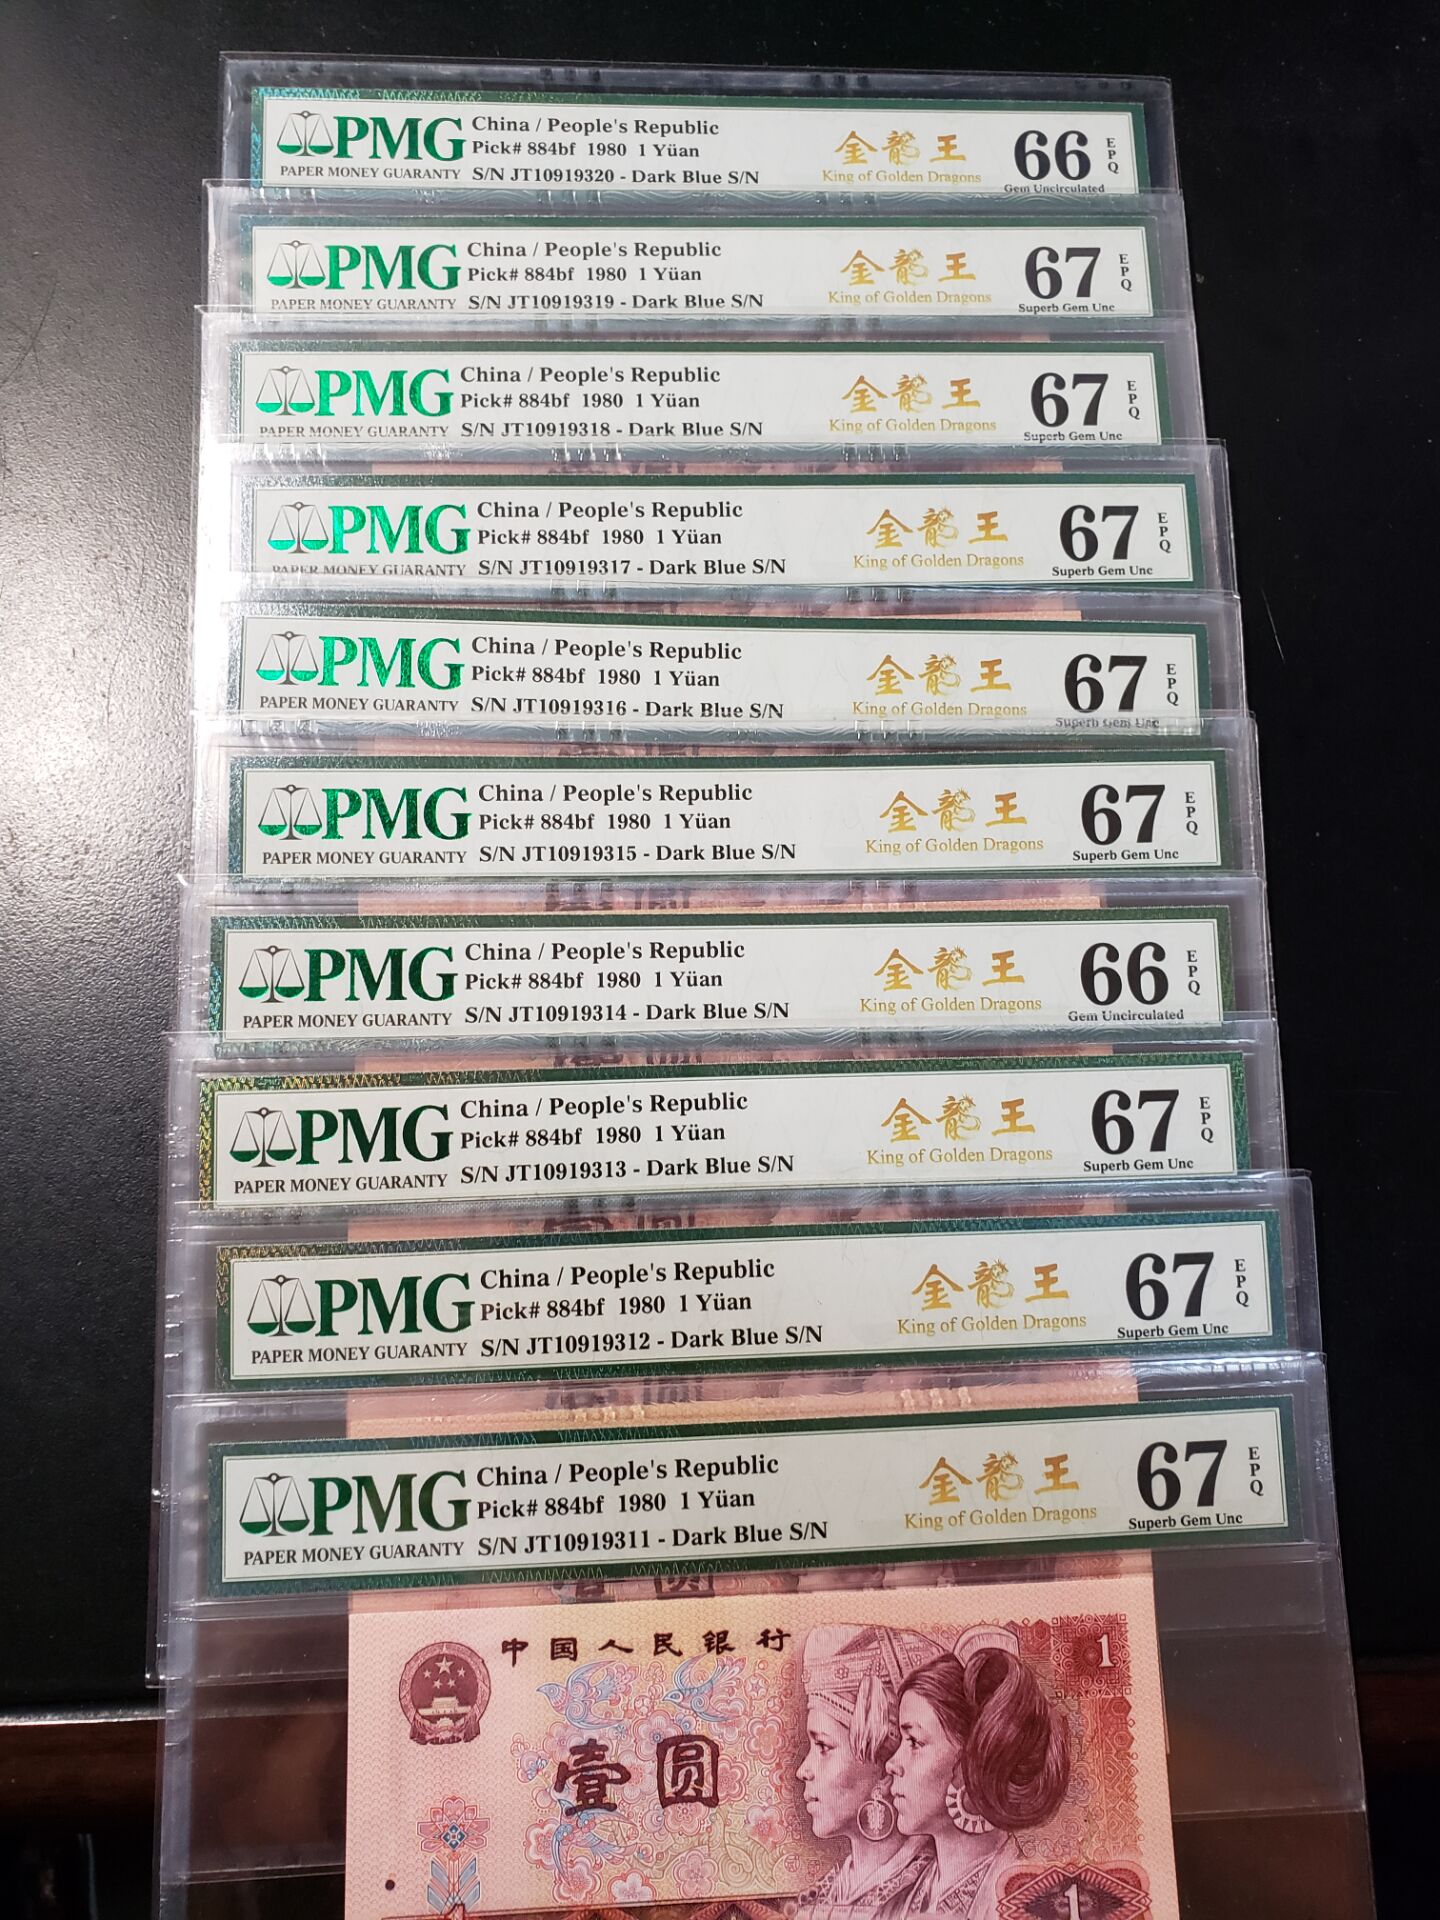 PMG
PAPER MONEY GUARANTY
China / People's Republic
Pick# 884bf 1980 1 Yüan
S/N JT10919320 - Dark Blue S/N
金龍王
King of Golden Dragons
66
EPQ
Gem Uncirculated
PMG
PAPER MONEY GUARANTY
China / People's Republic
Pick# 884bf 1980 1 Yüan
S/N JT10919319 - Dark Blue S/N
金龍王
King of Golden Dragons
67
EPQ
Superb Gem Unc
PMG
PAPER MONEY GUARANTY
China / People's Republic
Pick# 884bf 1980 1 Yüan
S/N JT10919318 - Dark Blue S/N
金龍王
King of Golden Dragons
67
EPQ
Superb Gem Unc
PMG
PAPER MONEY GUARANTY
China / People's Republic
Pick# 884bf 1980 1 Yüan
S/N JT10919317 - Dark Blue S/N
金龍王
King of Golden Dragons
67
EPQ
Superb Gem Unc
PMG
PAPER MONEY GUARANTY
China / People's Republic
Pick# 884bf 1980 1 Yüan
S/N JT10919316 - Dark Blue S/N
金龍王
King of Golden Dragons
67
EPQ
Superb Gem Unc
PMG
PAPER MONEY GUARANTY
China / People's Republic
Pick# 884bf 1980 1 Yüan
S/N JT10919315 - Dark Blue S/N
金龍王
King of Golden Dragons
67
EPQ
Superb Gem Unc
PMG
PAPER MONEY GUARANTY
China / People's Republic
Pick# 884bf 1980 1 Yüan
S/N JT10919314 - Dark Blue S/N
金龍王
King of Golden Dragons
66
EPQ
Gem Uncirculated
PMG
PAPER MONEY GUARANTY
China / People's Republic
Pick# 884bf 1980 1 Yüan
S/N JT10919313 - Dark Blue S/N
金龍王
King of Golden Dragons
67
EPQ
Superb Gem Unc
PMG
PAPER MONEY GUARANTY
China / People's Republic
Pick# 884bf 1980 1 Yüan
S/N JT10919312 - Dark Blue S/N
金龍王
King of Golden Dragons
67
EPQ
Superb Gem Unc
PMG
PAPER MONEY GUARANTY
China / People's Republic
Pick# 884bf 1980 1 Yüan
S/N JT10919311 - Dark Blue S/N
金龍王
King of Golden Dragons
67
EPQ
Superb Gem Unc
中国人民银行
1
壹圆
1